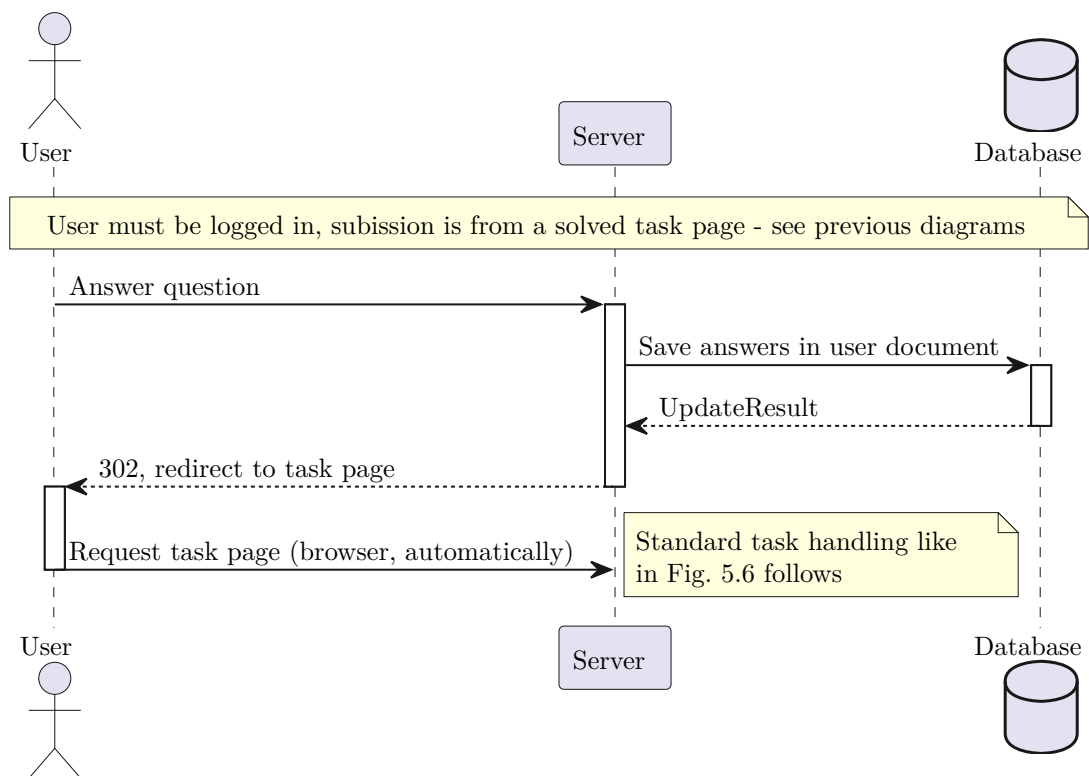 User
Server
Database
User must be logged in, subission is from a solved task page - see previous diagrams
Answer question
Save answers in user document
UpdateResult
302, redirect to task page
Request task page (browser, automatically)
Standard task handling like
in Fig. 5.6 follows
User
Server
Database